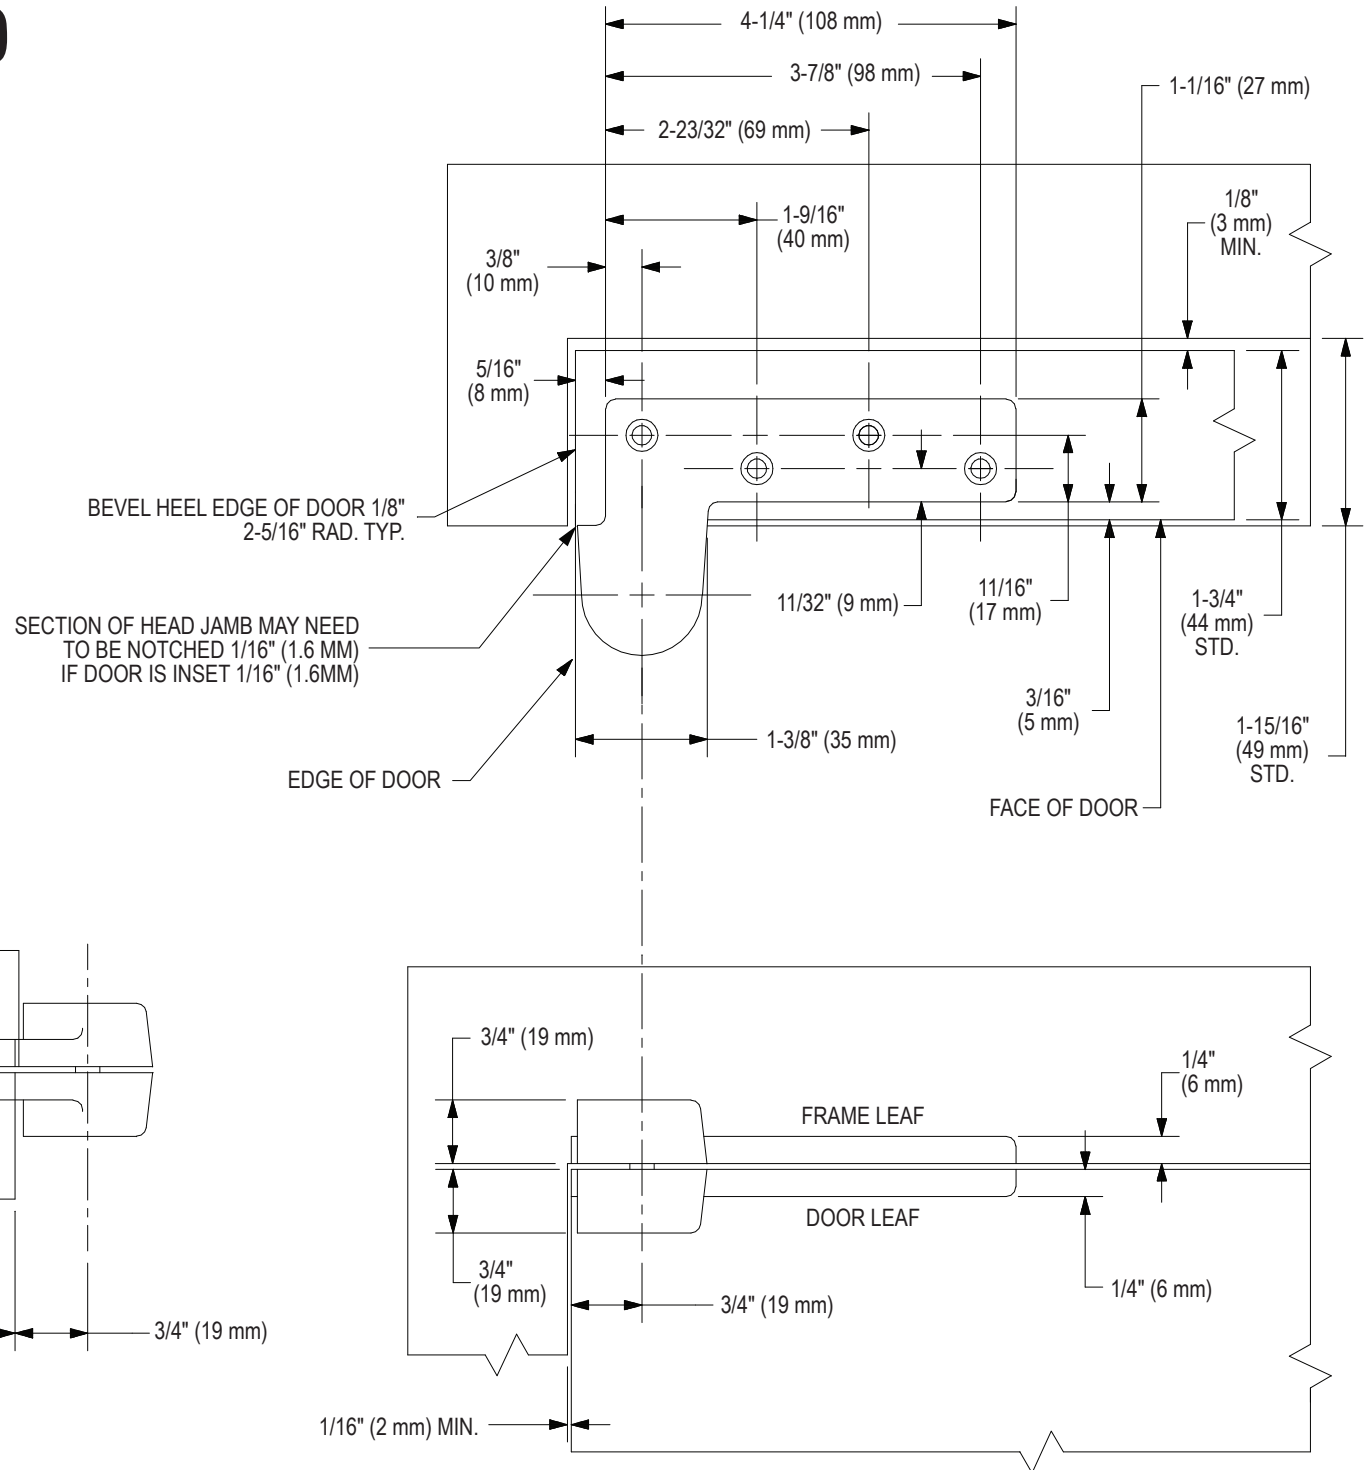 4-1/4" (108 mm)
3-7/8" (98 mm)
1-1/16" (27 mm)
2-23/32" (69 mm)
1-9/16"
(40 mm)
1/8"
(3 mm)
MIN.
3/8"
(10 mm)
5/16"
(8 mm)
BEVEL HEEL EDGE OF DOOR 1/8"
2-5/16" RAD. TYP.
SECTION OF HEAD JAMB MAY NEED
TO BE NOTCHED 1/16" (1.6 MM)
IF DOOR IS INSET 1/16" (1.6MM)
11/32" (9 mm)
11/16"
(17 mm)
1-3/4"
(44 mm)
STD.
3/16"
(5 mm)
1-15/16"
(49 mm)
STD.
1-3/8" (35 mm)
EDGE OF DOOR
FACE OF DOOR
3/4" (19 mm)
1/4"
(6 mm)
FRAME LEAF
DOOR LEAF
3/4"
(19 mm)
1/4" (6 mm)
3/4" (19 mm)
3/4" (19 mm)
1/16" (2 mm) MIN.